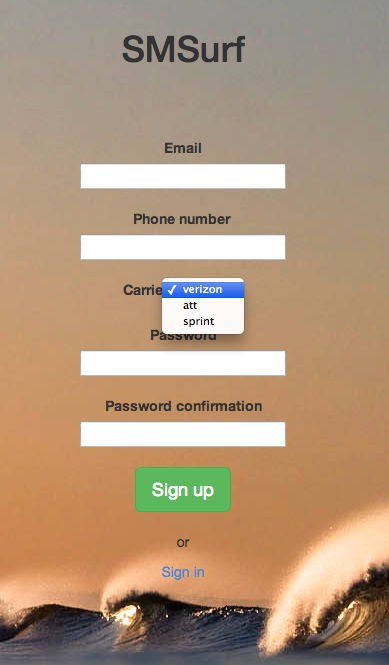 SMSurf
Email
Phone number
Carrie ✓ verizon
att
sprint
Password
Password confirmation
Sign up
or
Sign in